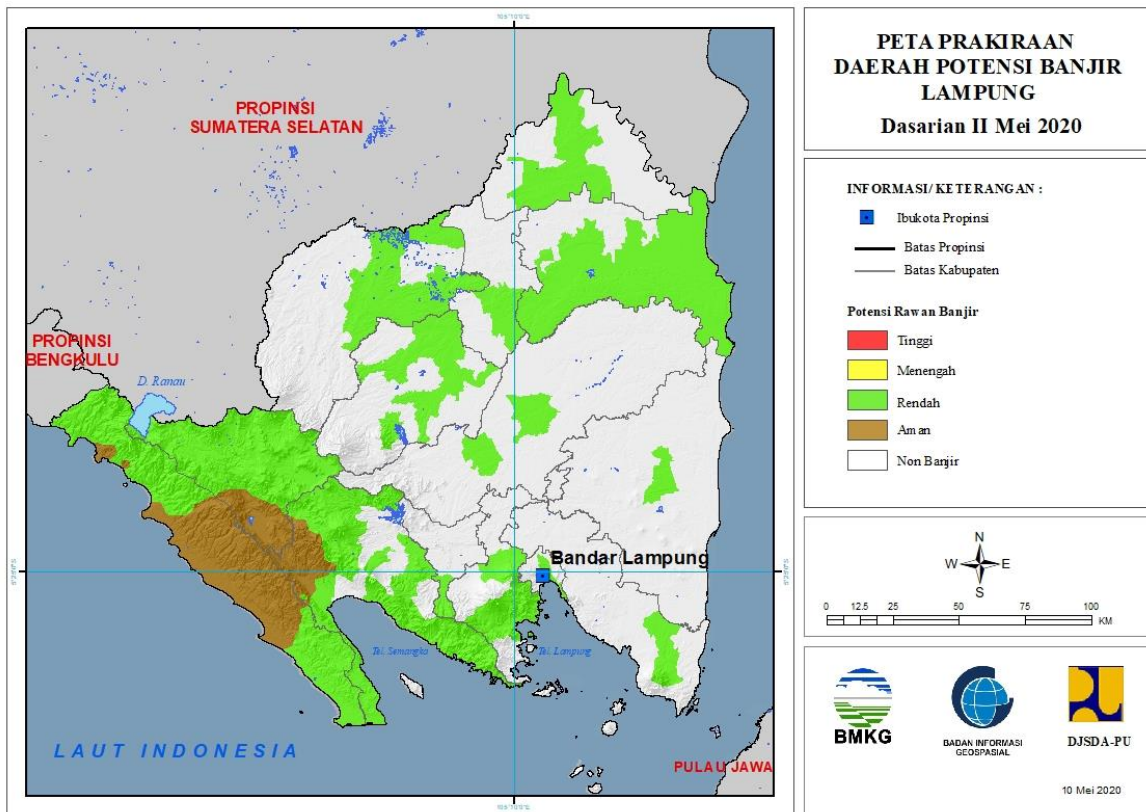 PROPINSI
SUMATERA SELATAN
PROPINSI
BENGKULU
D. Ranau
Bandar Lampung
Tel. Semangka
Tel. Lampung
LAUT INDONESIA
PULAU JAWA
PETA PRAKIRAAN
DAERAH POTENSI BANJIR
LAMPUNG
Dasarian II Mei 2020
INFORMASI/ KETERANGAN :
Ibukota Propinsi
Batas Propinsi
Batas Kabupaten
Potensi Rawan Banjir
Tinggi
Menengah
Rendah
Aman
Non Banjir
N
W E
S
0 12.5 25 50 75 100
KM
BMKG
BADAN INFORMASI
GEOSPASIAL
DJSDA-PU
10 Mei 2020